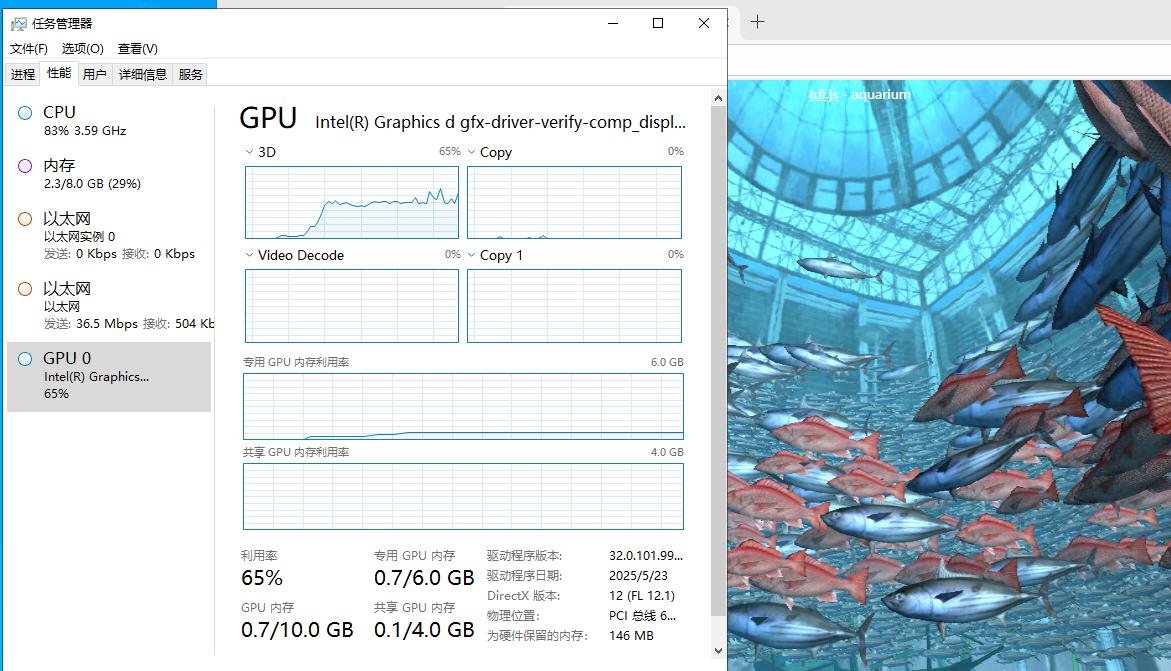 任务管理器
文件(F) 选项(O) 查看(V)
进程 性能 用户 详细信息 服务
CPU
83% 3.59 GHz
内存
2.3/8.0 GB (29%)
以太网
以太网实例 0
发送: 0 Kbps 接收: 0 Kbps
以太网
以太网
发送: 36.5 Mbps 接收: 504 Kb
GPU 0
Intel(R) Graphics...
65%
GPU Intel(R) Graphics d gfx-driver-verify-comp_displ...
3D 65% Copy 0%
Video Decode 0% Copy 1 0%
专用 GPU 内存利用率 6.0 GB
共享 GPU 内存利用率 4.0 GB
利用率
65%
专用 GPU 内存
0.7/6.0 GB
GPU 内存
0.7/10.0 GB
共享 GPU 内存
0.1/4.0 GB
驱动程序版本: 32.0.101.99...
驱动程序日期: 2025/5/23
DirectX 版本: 12 (FL 12.1)
物理位置: PCI 总线 6...
为硬件保留的内存: 146 MB
tdl.js - aquarium